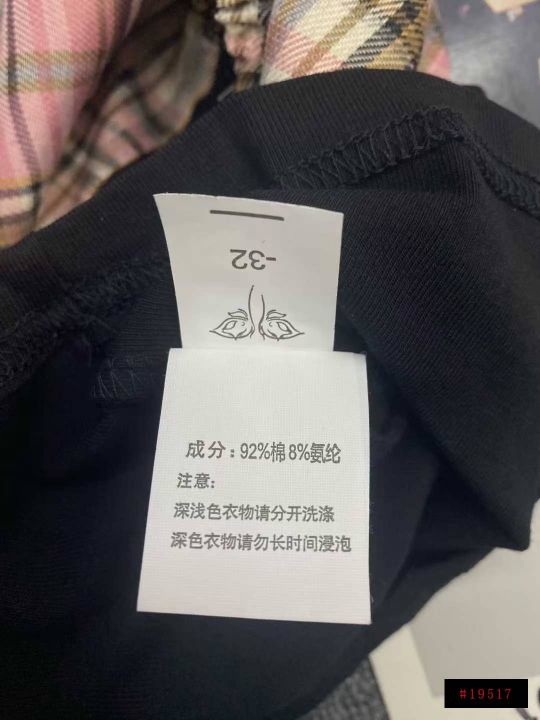 -32
成分：92%棉8%氨纶
注意：
深浅色衣物请分开洗涤
深色衣物请勿长时间浸泡
#19517